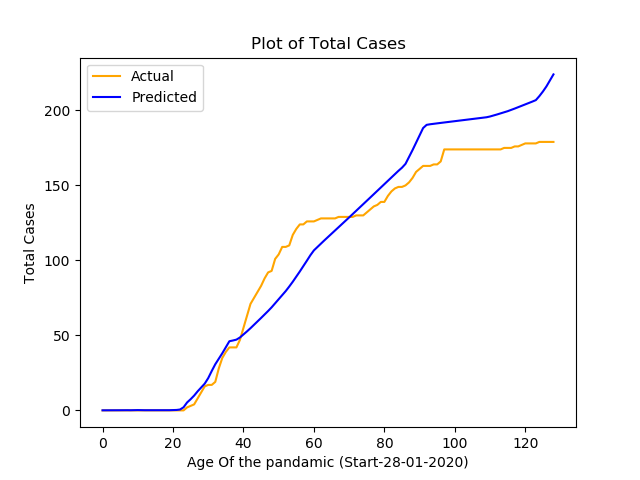 Plot of Total Cases
Actual
Predicted
200
150
100
50
0
Total Cases
0 20 40 60 80 100 120
Age Of the pandamic (Start-28-01-2020)